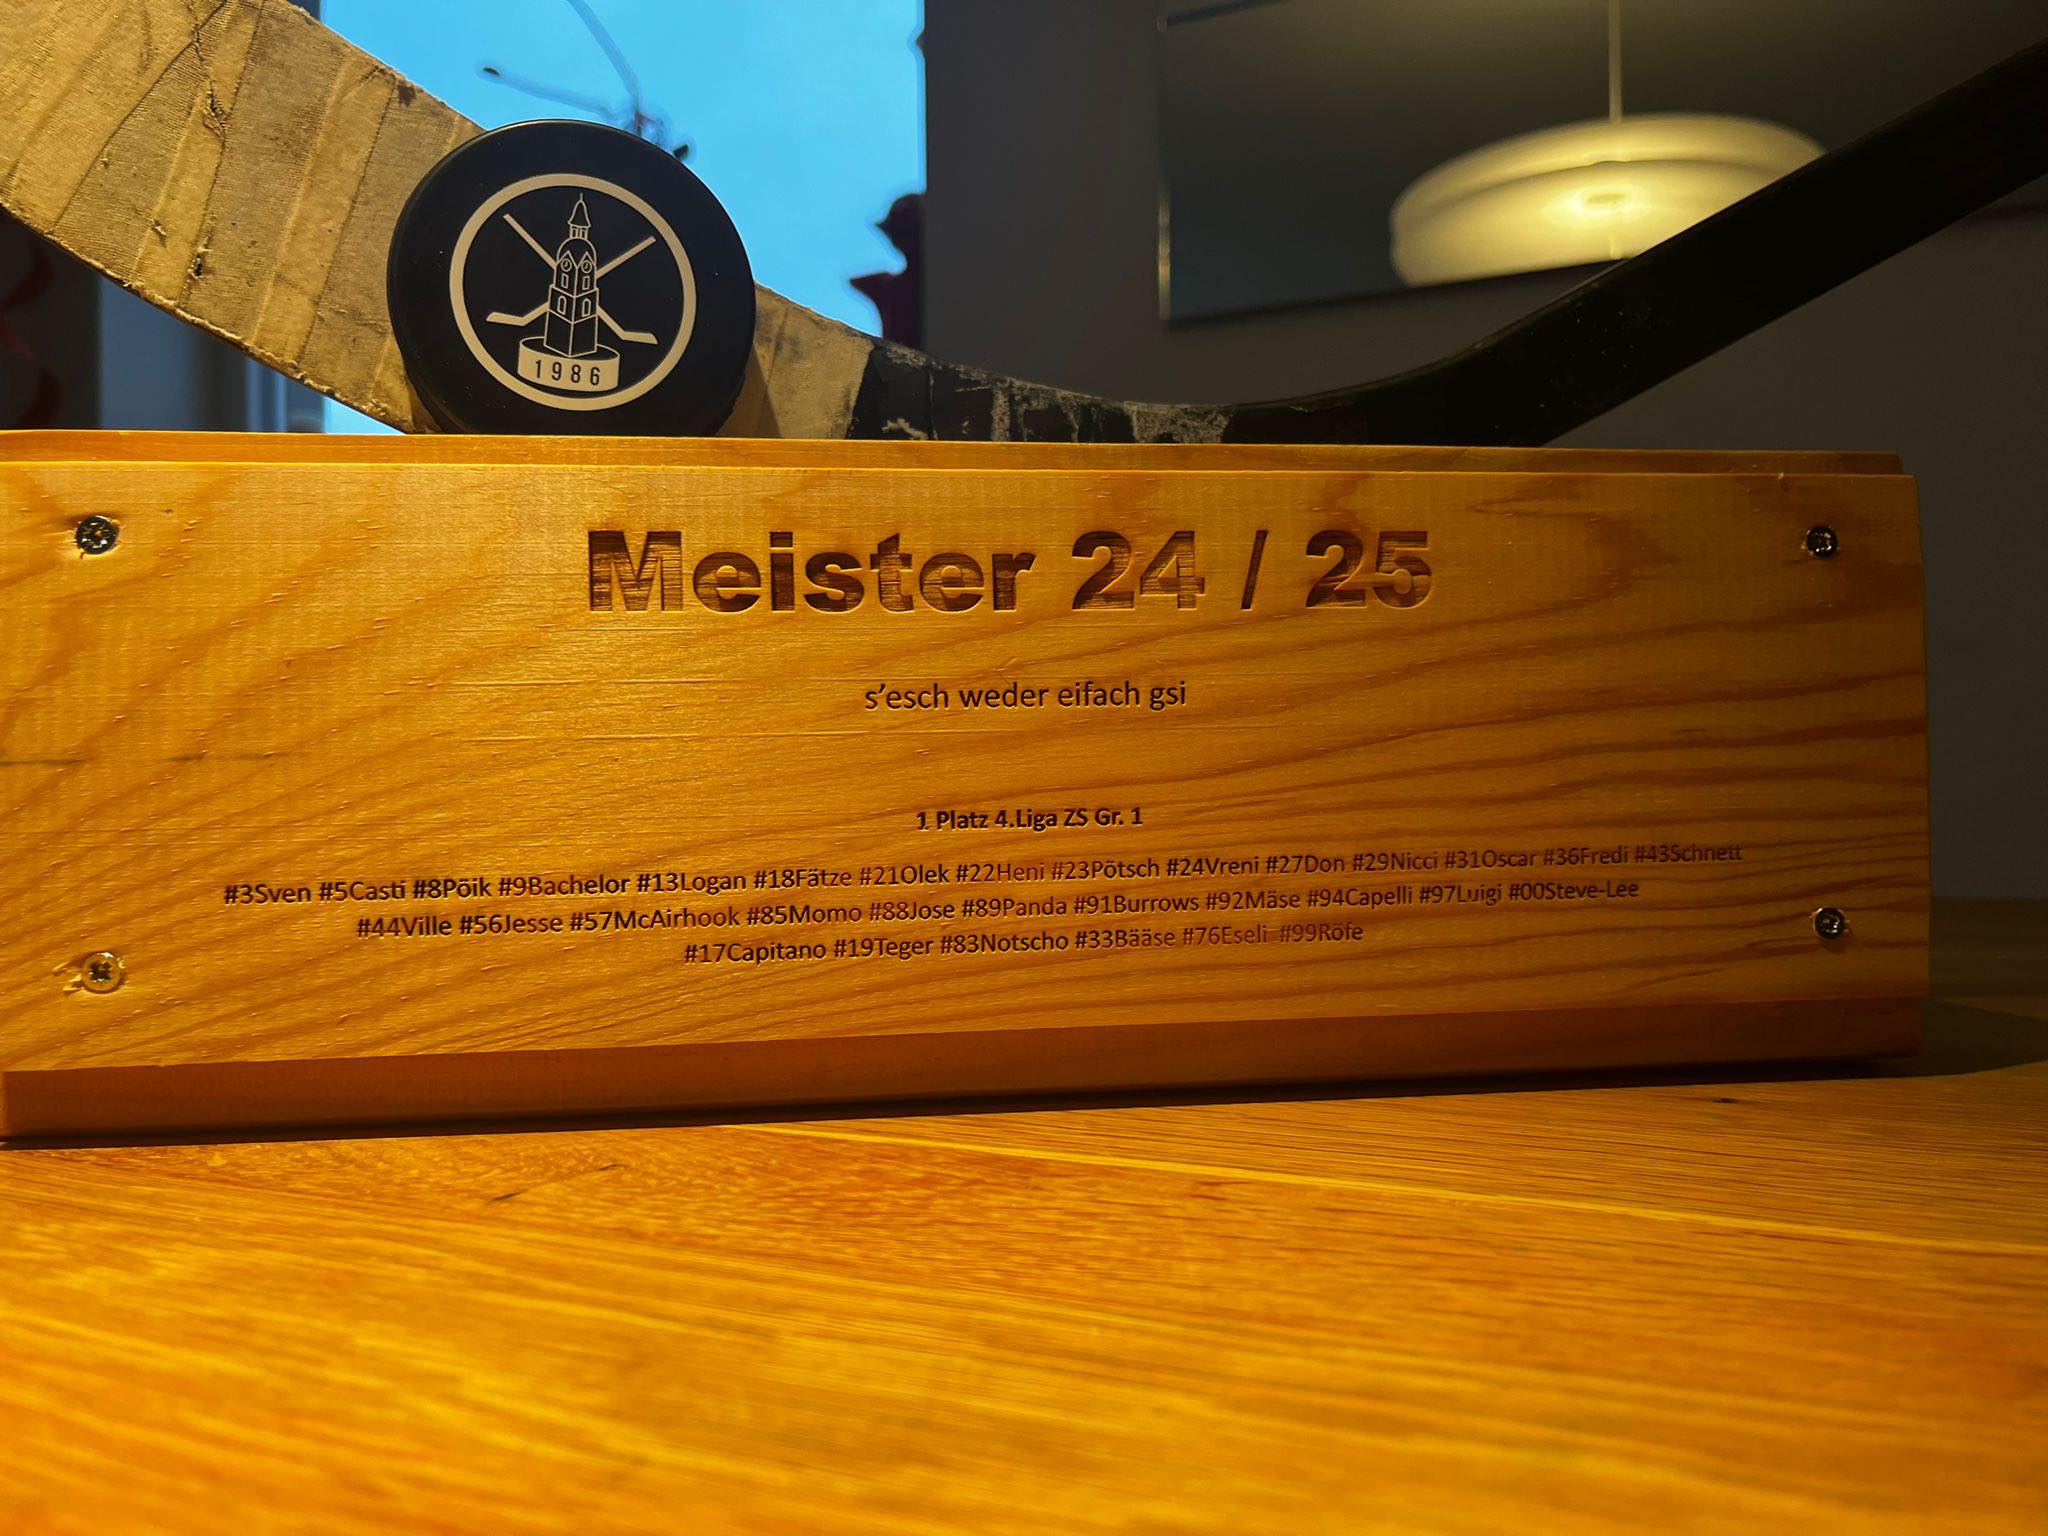 1986
Meister 24 / 25
s'esch weder eifach gsi
1. Platz 4.Liga ZS Gr. 1
#3Sven #5Casti #8Pöik #9Bachelor #13Logan #18Fätze #21Olek #22Heni #23Pötsch #24Vreni #27Don #29Nicci #31Oscar #36Fredi #43Schnett
#44Ville #56Jesse #57McAirhook #85Momo #88Jose #89Panda #91Burrows #92Mäse #94Capelli #97Luigi #00Steve-Lee
#17Capitano #19Teger #83Notscho #33Bääse #76Eseli #99Röfe